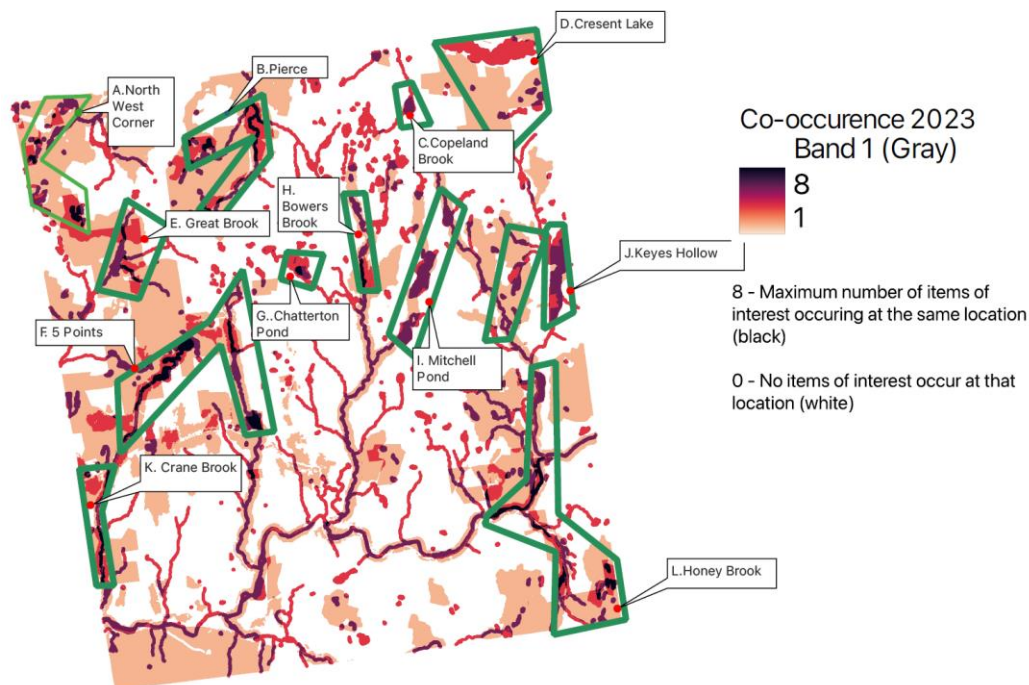 D.Cresent Lake
B.Pierce
A.North
West
Corner
C.Copeland
Brook
H.
Bowers
Brook
E. Great Brook
J.Keyes Hollow
G..Chatterton
Pond
F. 5 Points
I. Mitchell
Pond
K. Crane Brook
L.Honey Brook
Co-occurence 2023
Band 1 (Gray)
8
1
8 - Maximum number of items of
interest occuring at the same location
(black)
0 - No items of interest occur at that
location (white)